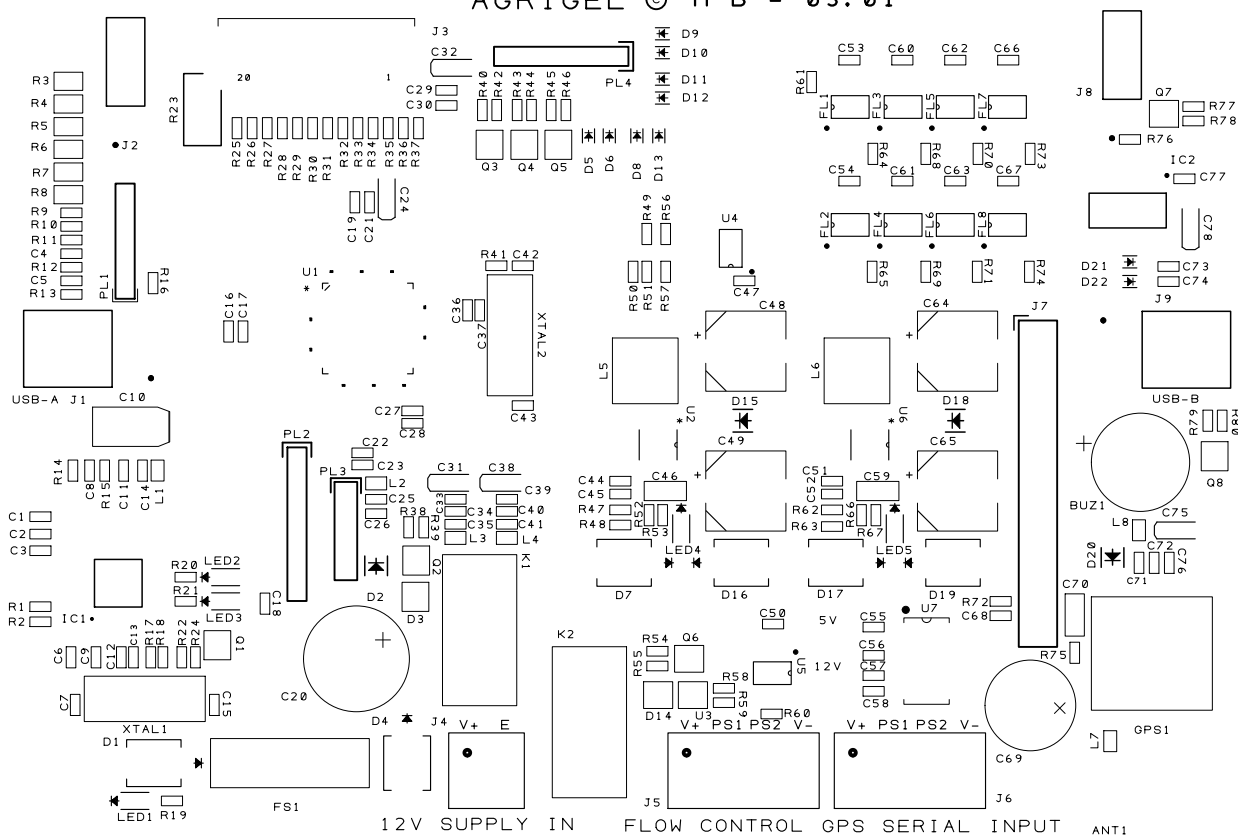 AGRIGEL © MPB - 03.01
J3 C32 D9 D10 PL4 D11 D12
C53 C60 C62 C66 R61
J8 Q7 R77 R78 R76
R3 R4 R5 R6 R7 R8 R9 R10 R11 C4 R12 C5 R13
J2 R23 20 1 C29 C30
R40 R42 R43 R44 R45 R46
FL1 FL3 FL5 FL7
R25 R26 R27 R28 R29 R30 R31 R32 R33 R34 R35 R36 R37
Q3 Q4 Q5 D5 D6 D8 D13
R64 R68 R70 R73
IC2 C77
C54 C61 C63 C67
C19 C21 C24
R49 R56 U4
FL2 FL4 FL6 FL8
C78
PL1 R16 U1 *
R41 C42
R50 R51 R57 C47
R65 R69 R71 R74
D21 D22 C73 C74 J9
C16 C17 C36 C37 XTAL2
C48 + C64 + J7
L5 L6
USB-A J1 C10
USB-B
C27 C28 C43
U2 * D15 U6 * D18
R79 R80
PL2 C22 C23 PL3 L2 C25 C26
C31 C38 C33 C39 C34 C40 C35 C41 L3 L4
C49 + C65 +
BUZ1 + Q8
R14 C8 R15 C11 C14 L1
C44 C45 R47 R48 C46 R52 R53
C51 C52 R62 R63 C59 R66 R67
C1 C2 C3
R38 R39 Q2 K1
LED4 LED5
L8 C75 D20 C71 C72 C76
R20 LED2 R21 LED3 C18
D2 D3
D7 D16 D17 D19
R1 R2 IC1
C70 R72 C68
C50 5V C55 U7
C6 C9 C12 C13 R17 R18 R22 R24 Q1
+ C20
K2 R54 R55 Q6 U5 12V C56 C57 C58
R75
C7 XTAL1 C15
R58 R59 R60 D14 U3
D1 D4 J4 V+ E
V+ PS1 PS2 V-
V+ PS1 PS2 V-
C69 L7 GPS1
LED1 R19 FS1 J5 J6
12V SUPPLY IN FLOW CONTROL GPS SERIAL INPUT ANT1